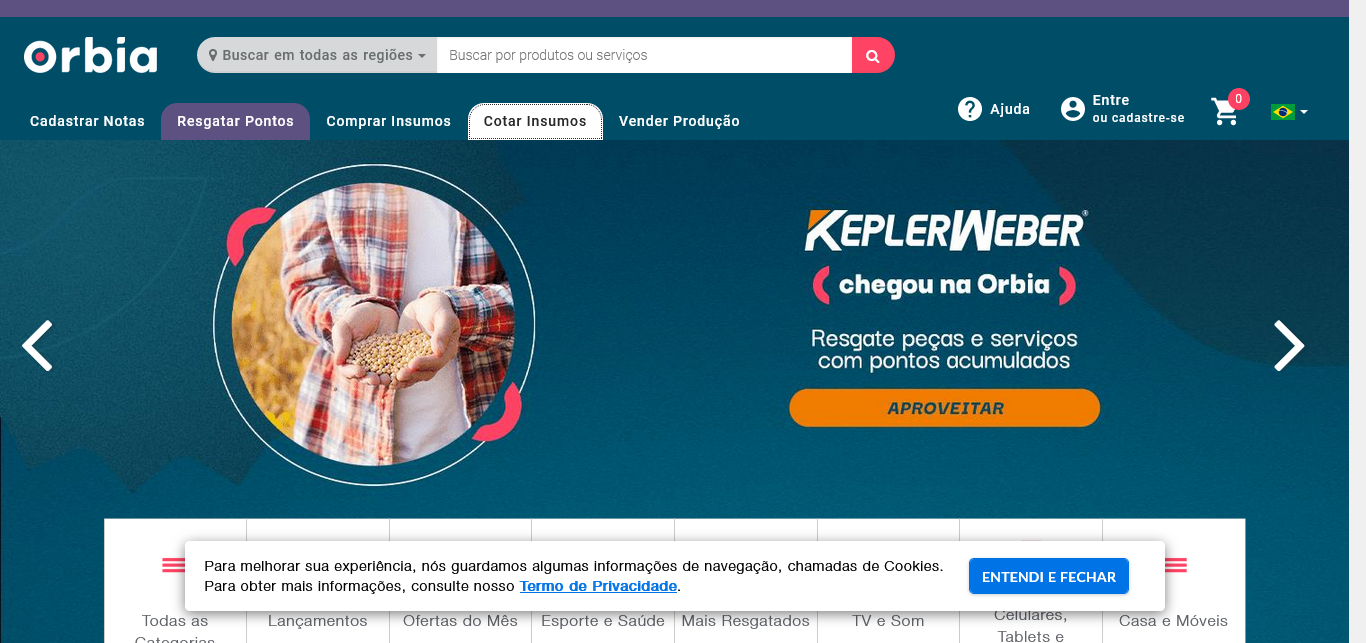 Orbia
Buscar em todas as regiões
Buscar por produtos ou serviços
Cadastrar Notas
Resgatar Pontos
Comprar Insumos
Cotar Insumos
Vender Produção
Ajuda
Entre
ou cadastre-se
0
KEPLERWEBER®
chegou na Orbia
Resgate peças e serviços
com pontos acumulados
APROVEITAR
Para melhorar sua experiência, nós guardamos algumas informações de navegação, chamadas de Cookies.
Para obter mais informações, consulte nosso Termo de Privacidade.
ENTENDI E FECHAR
Todas as
Categorias
Lançamentos
Ofertas do Mês
Esporte e Saúde
Mais Resgatados
TV e Som
Celulares,
Tablets e
Casa e Móveis